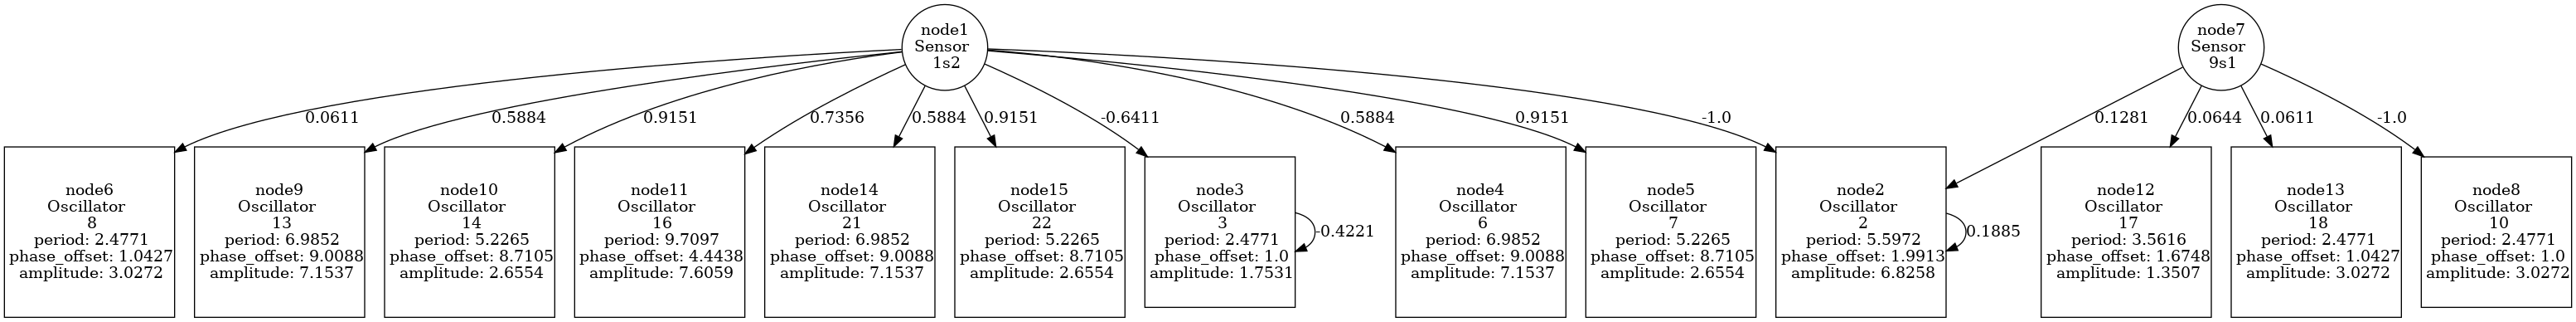 node1
Sensor
1s2
node7
Sensor
9s1
0.0611
0.5884
0.9151
0.7356
0.5884
0.9151
-0.6411
0.5884
0.9151
-1.0
0.1281
0.0644
0.0611
-1.0
node6
Oscillator
8
period: 2.4771
phase_offset: 1.0427
amplitude: 3.0272
node9
Oscillator
13
period: 6.9852
phase_offset: 9.0088
amplitude: 7.1537
node10
Oscillator
14
period: 5.2265
phase_offset: 8.7105
amplitude: 2.6554
node11
Oscillator
16
period: 9.7097
phase_offset: 4.4438
amplitude: 7.6059
node14
Oscillator
21
period: 6.9852
phase_offset: 9.0088
amplitude: 7.1537
node15
Oscillator
22
period: 5.2265
phase_offset: 8.7105
amplitude: 2.6554
node3
Oscillator
3
period: 2.4771
phase_offset: 1.0
amplitude: 1.7531
-0.4221
node4
Oscillator
6
period: 6.9852
phase_offset: 9.0088
amplitude: 7.1537
node5
Oscillator
7
period: 5.2265
phase_offset: 8.7105
amplitude: 2.6554
node2
Oscillator
2
period: 5.5972
phase_offset: 1.9913
amplitude: 6.8258
0.1885
node12
Oscillator
17
period: 3.5616
phase_offset: 1.6748
amplitude: 1.3507
node13
Oscillator
18
period: 2.4771
phase_offset: 1.0427
amplitude: 3.0272
node8
Oscillator
10
period: 2.4771
phase_offset: 1.0
amplitude: 3.0272